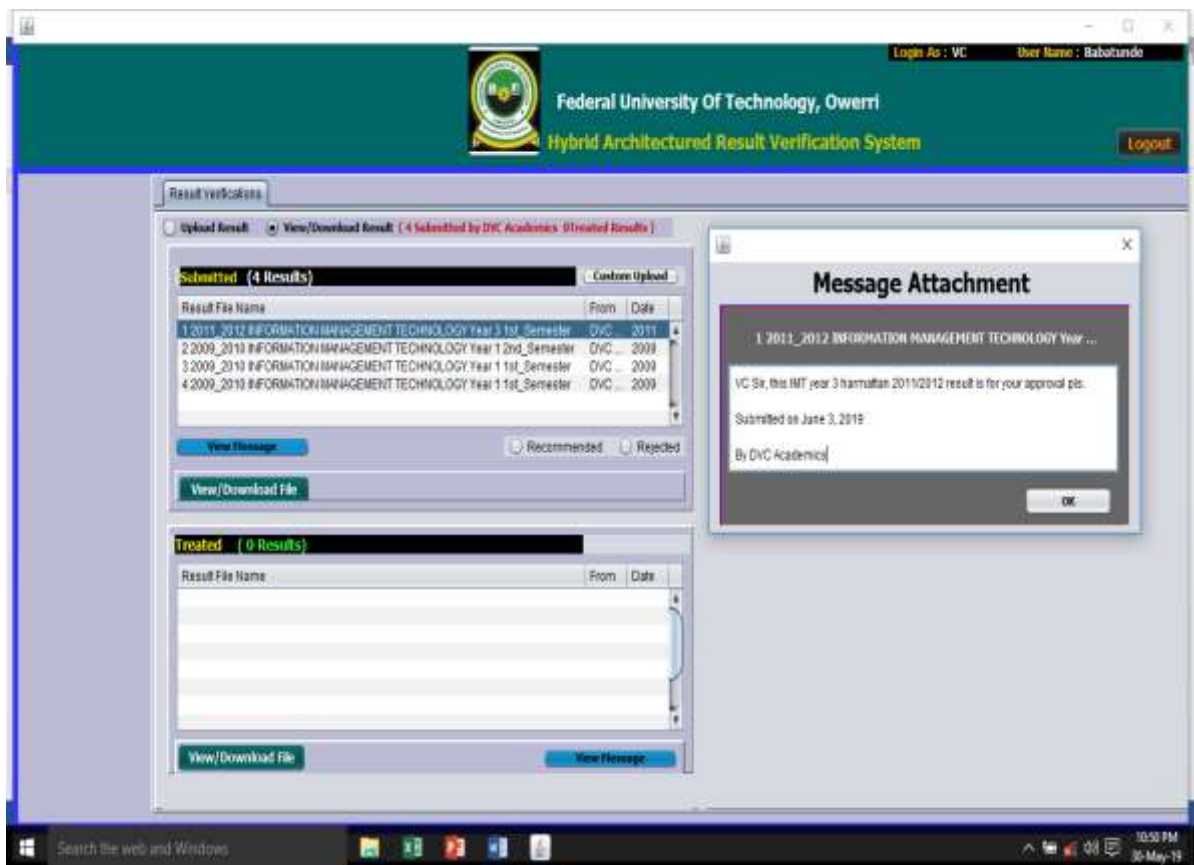 Login As : VC User Name : Babatunde
Federal University Of Technology, Owerri
Hybrid Architectured Result Verification System
Logout
Result Verifications
Upload Result View/Download Result ( 4 Submitted by DVC Academics 0Treated Results )
Submitted (4 Results)
Custom Upload
Result File Name From Date
1 2011_2012 INFORMATION MANAGEMENT TECHNOLOGY Year 3 1st_Semester DVC ... 2011
2 2009_2010 INFORMATION MANAGEMENT TECHNOLOGY Year 1 2nd_Semester DVC ... 2009
3 2009_2010 INFORMATION MANAGEMENT TECHNOLOGY Year 1 1st_Semester DVC ... 2009
4 2009_2010 INFORMATION MANAGEMENT TECHNOLOGY Year 1 1st_Semester DVC ... 2009
View Message Recommended Rejected
View/Download File
Treated ( 0 Results)
Result File Name From Date
View/Download File View Message
Message Attachment
1 2011_2012 INFORMATION MANAGEMENT TECHNOLOGY Year ...
VC Sir, this IMT year 3 harmattan 2011/2012 result is for your approval pls.
Submitted on June 3, 2019
By DVC Academics
OK
Search the web and Windows
10:50 PM
30-May-19